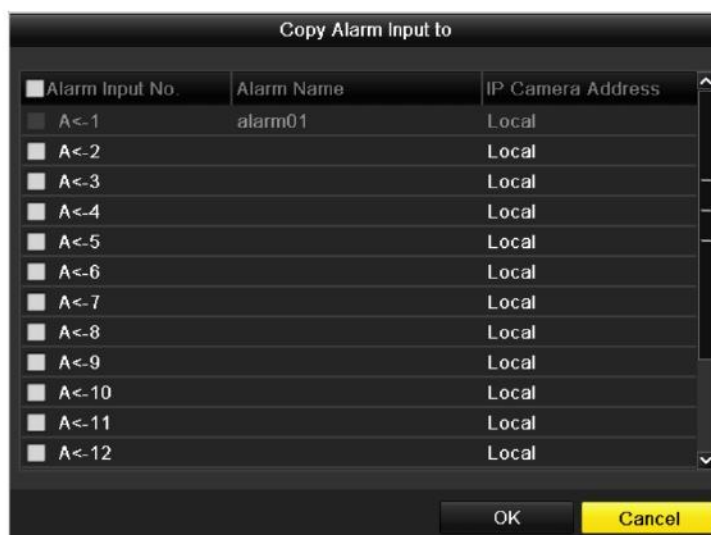 Copy Alarm Input to
Alarm Input No. Alarm Name IP Camera Address
A<-1 alarm01 Local
A<-2 Local
A<-3 Local
A<-4 Local
A<-5 Local
A<-6 Local
A<-7 Local
A<-8 Local
A<-9 Local
A<-10 Local
A<-11 Local
A<-12 Local
OK Cancel